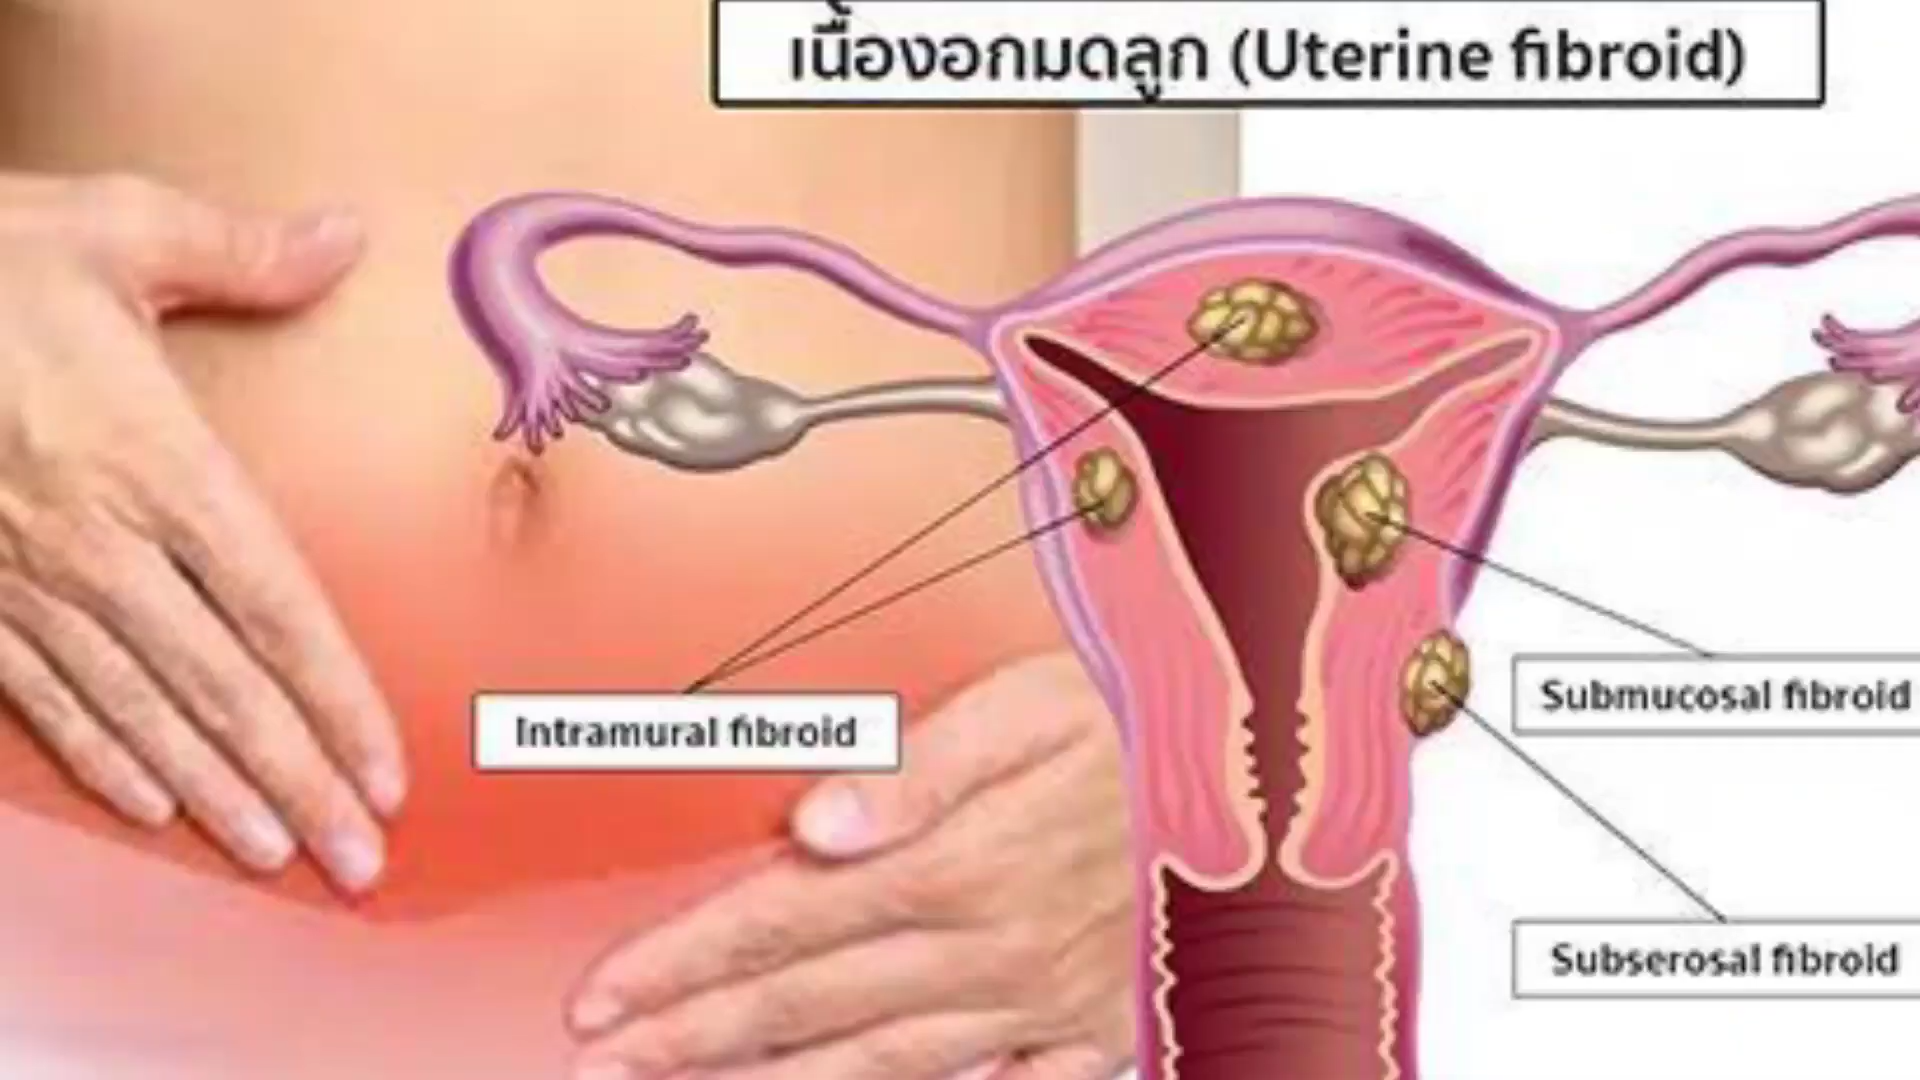 เนื้องอกมดลูก (Uterine fibroid)
Intramural fibroid
Submucosal fibroid
Subserosal fibroid